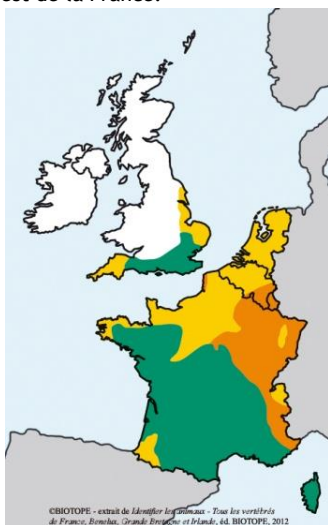 est de la France.
©BIOTOPE - extrait de Identifier les animaux - Tous les vertébrés
de France, Benelux, Grande Bretagne et Irlande, éd. BIOTOPE, 2012